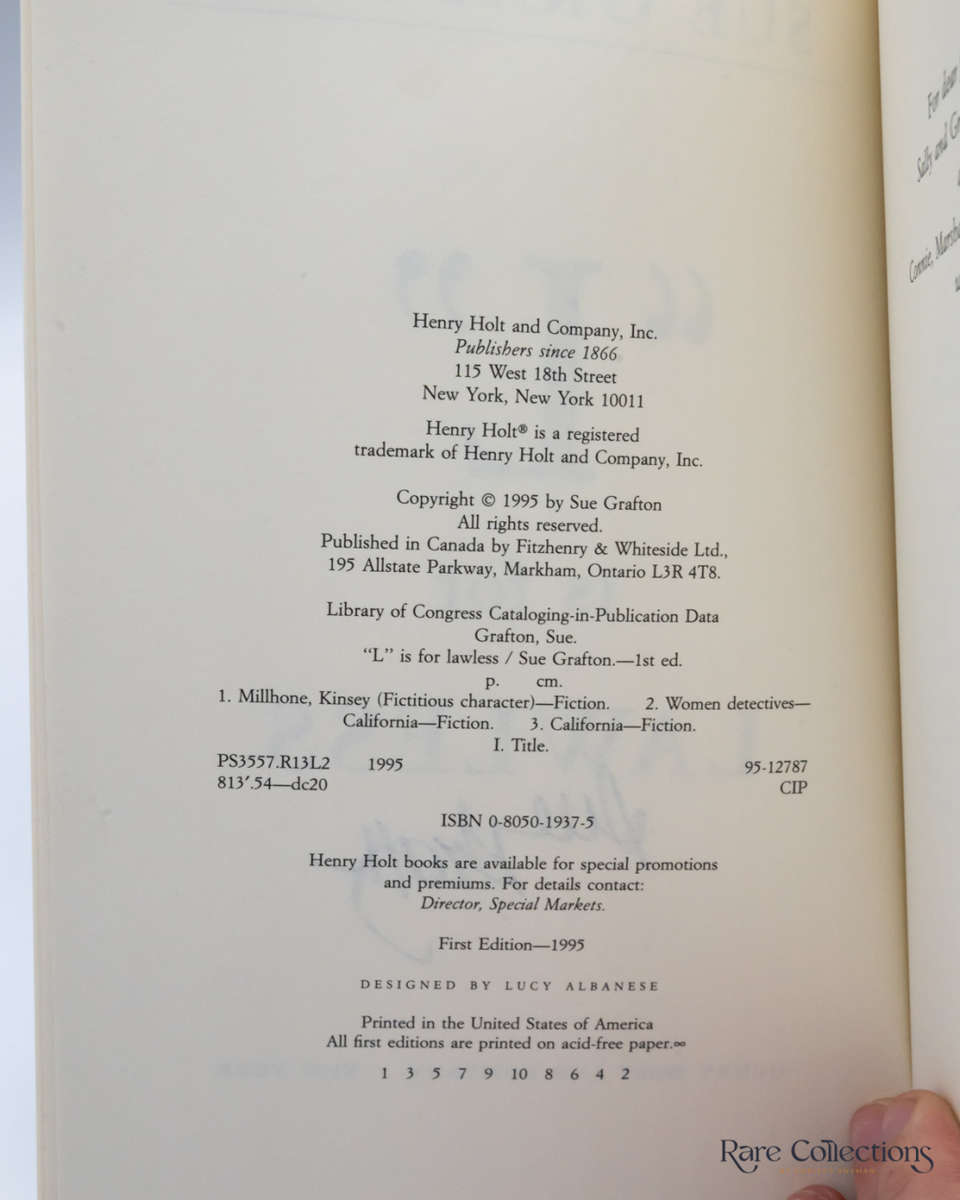 Henry Holt and Company, Inc.
Publishers since 1866
115 West 18th Street
New York, New York 10011
Henry Holt® is a registered
trademark of Henry Holt and Company, Inc.
Copyright © 1995 by Sue Grafton
All rights reserved.
Published in Canada by Fitzhenry & Whiteside Ltd.,
195 Allstate Parkway, Markham, Ontario L3R 4T8.
Library of Congress Cataloging-in-Publication Data
Grafton, Sue.
“L” is for lawless / Sue Grafton.—1st ed.
p. cm.
1. Millhone, Kinsey (Fictitious character)—Fiction. 2. Women detectives—
California—Fiction. 3. California—Fiction.
I. Title.
PS3557.R13L2 1995 95-12787
813′.54—dc20 CIP
ISBN 0-8050-1937-5
Henry Holt books are available for special promotions
and premiums. For details contact:
Director, Special Markets.
First Edition—1995
DESIGNED BY LUCY ALBANESE
Printed in the United States of America
All first editions are printed on acid-free paper.∞
1 3 5 7 9 10 8 6 4 2
For dear
Sally and
Connie,
Rare Collections